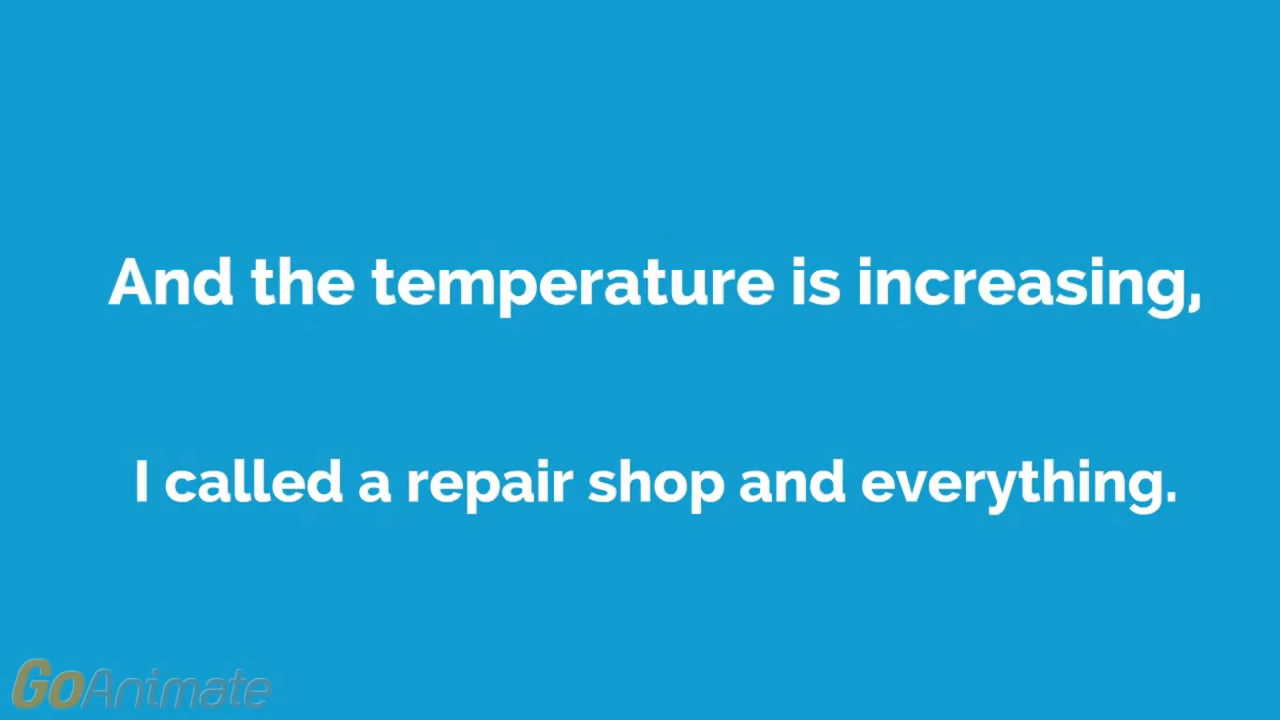 And the temperature is increasing,
I called a repair shop and everything.
GoAnimate